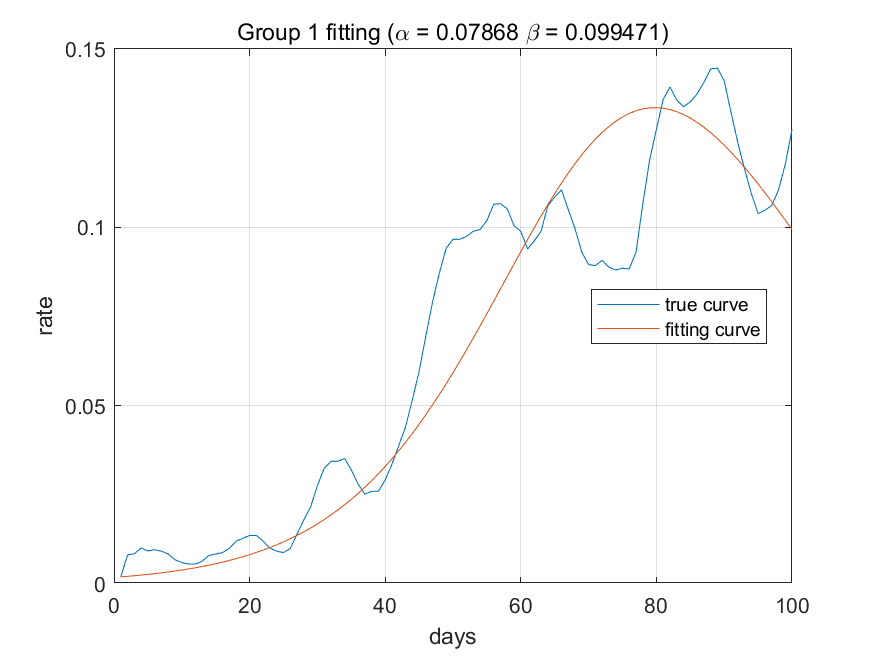 Group 1 fitting (α = 0.07868 β = 0.099471)
0.15
0.1
0.05
0
rate
true curve
fitting curve
0 20 40 60 80 100
days